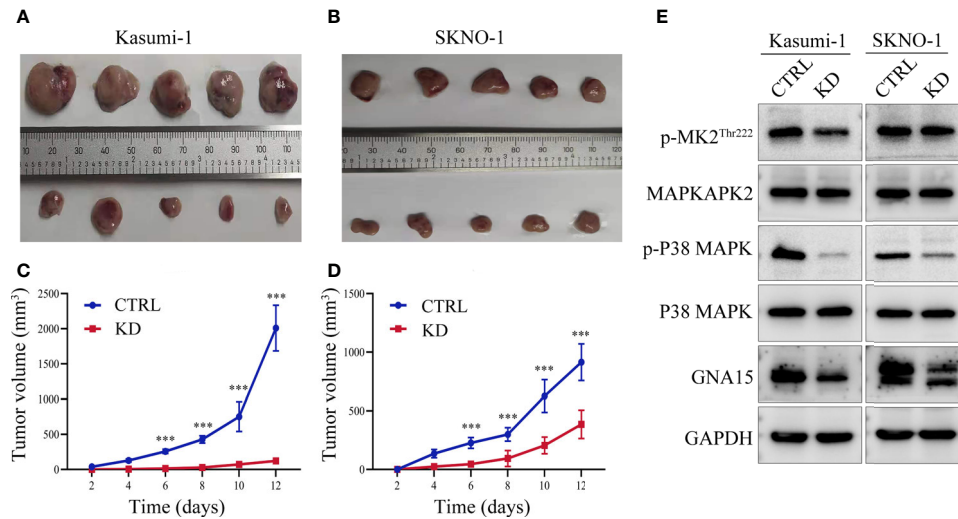 A
Kasumi-1
B
SKNO-1
C
Tumor volume (mm³)
2500
2000
1500
1000
500
0
CTRL
KD
***
***
***
***
2 4 6 8 10 12
Time (days)
D
Tumor volume (mm³)
1500
1000
500
0
CTRL
KD
***
***
***
***
2 4 6 8 10 12
Time (days)
E
Kasumi-1 SKNO-1
CTRL KD CTRL KD
p-MK2ᵀʰʳ²²²
MAPKAPK2
p-P38 MAPK
P38 MAPK
GNA15
GAPDH